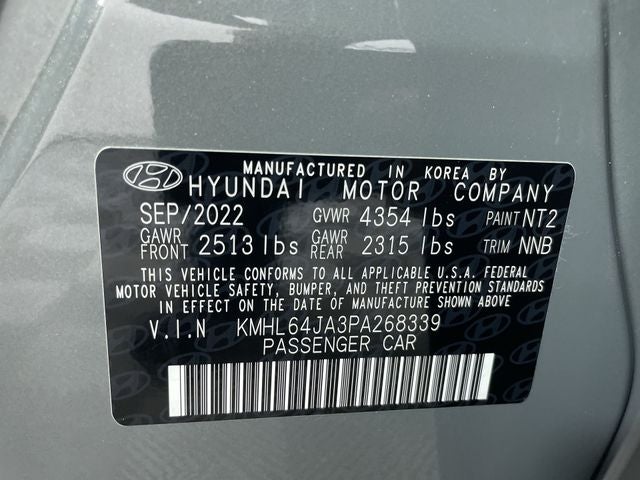 MANUFACTURED IN KOREA BY
HYUNDAI MOTOR COMPANY
SEP/2022 GVWR 4354 lbs PAINT NT2
GAWR FRONT 2513 lbs GAWR REAR 2315 lbs TRIM NNB
THIS VEHICLE CONFORMS TO ALL APPLICABLE U.S.A. FEDERAL
MOTOR VEHICLE SAFETY, BUMPER, AND THEFT PREVENTION STANDARDS
IN EFFECT ON THE DATE OF MANUFACTURE SHOWN ABOVE
V.I.N KMHL64JA3PA268339
PASSENGER CAR